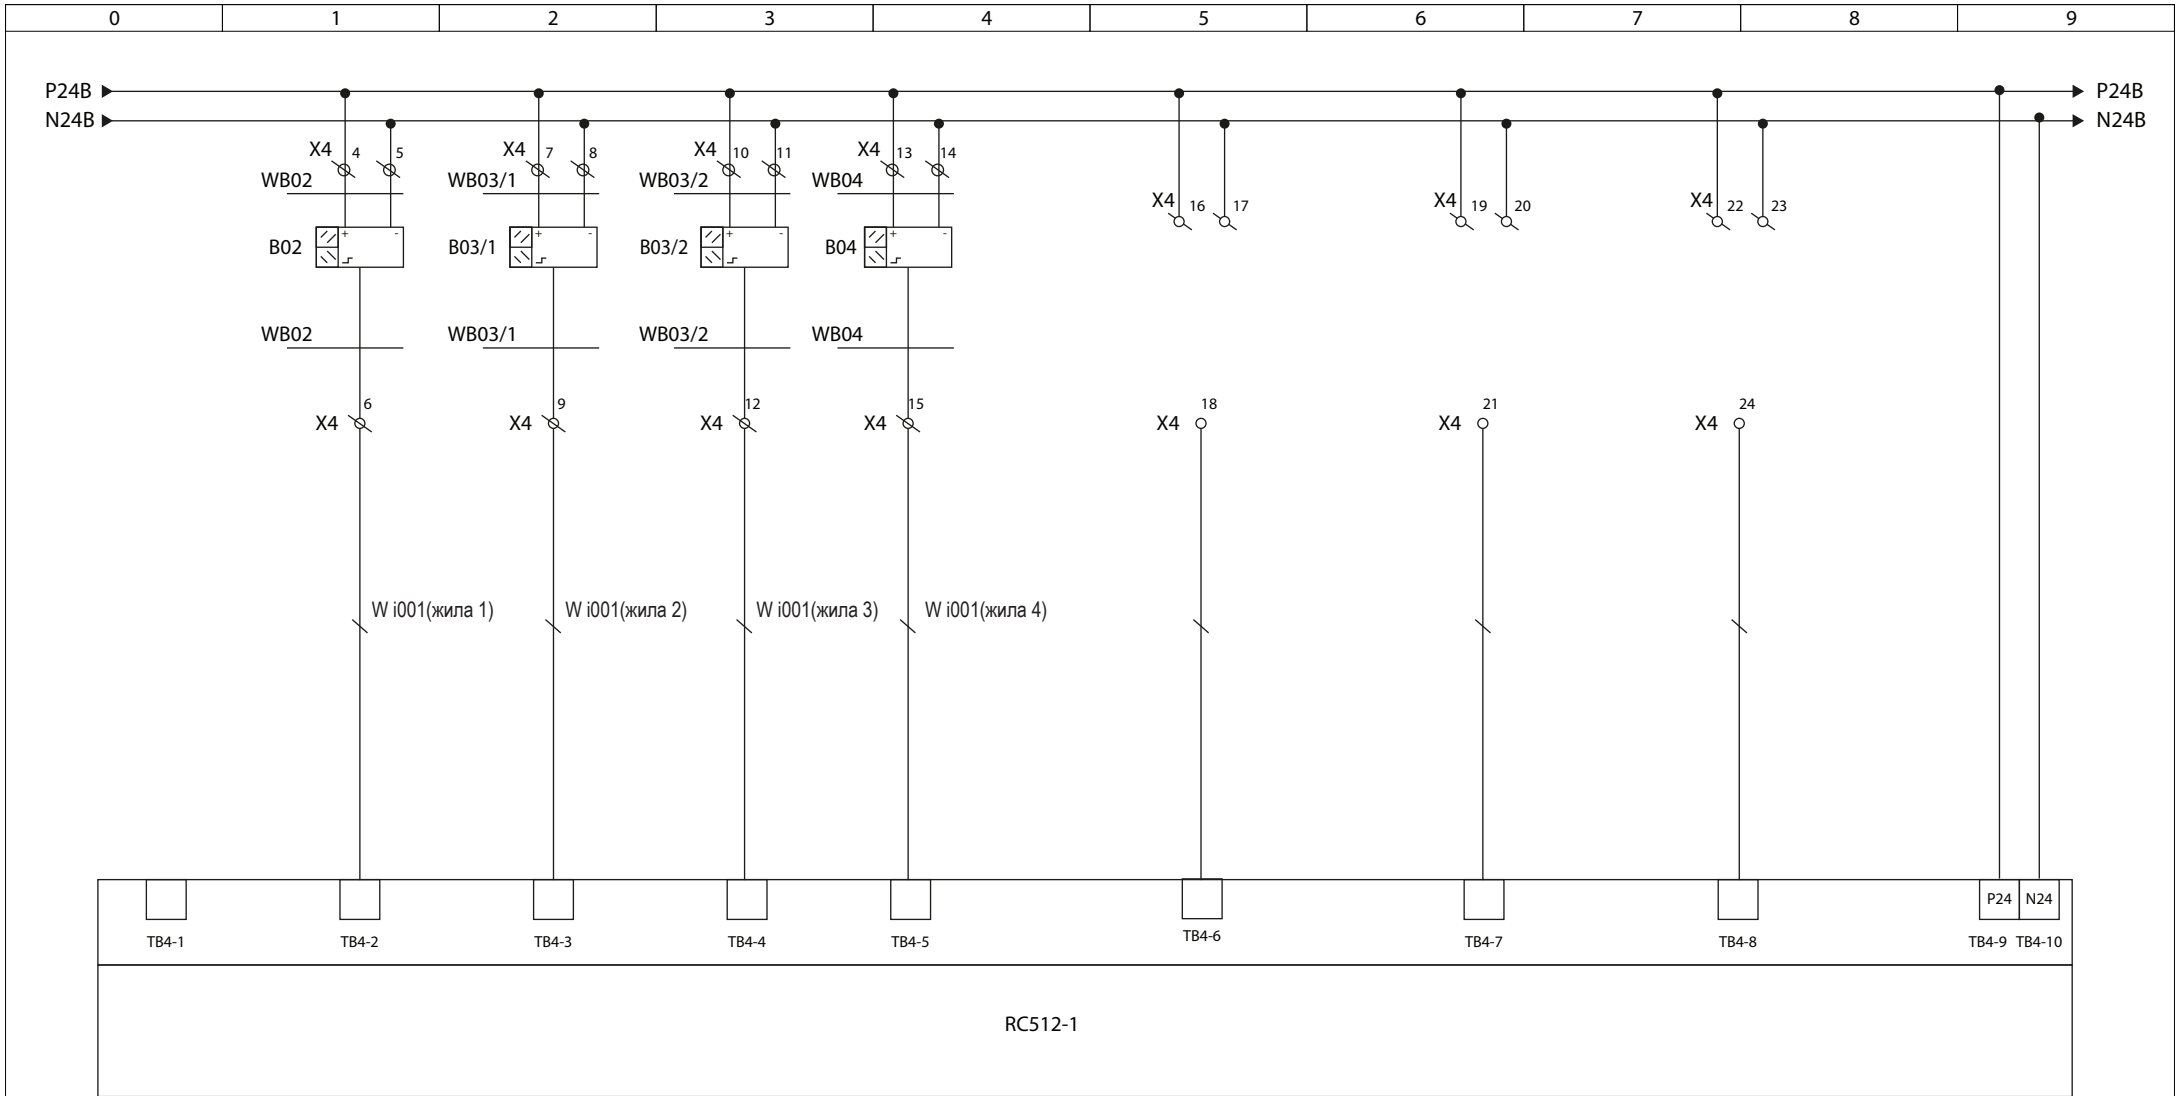 0 1 2 3 4 5 6 7 8 9
P24B P24B
N24B N24B
X4 4 5 X4 7 8 X4 10 11 X4 13 14
WB02 WB03/1 WB03/2 WB04
X4 16 17 X4 19 20 X4 22 23
+ - + - + - + -
B02 B03/1 B03/2 B04
WB02 WB03/1 WB03/2 WB04
6 9 12 15 18 21 24
X4 X4 X4 X4 X4 X4 X4
W i001(жила 1) W i001(жила 2) W i001(жила 3) W i001(жила 4)
P24 N24
TB4-1 TB4-2 TB4-3 TB4-4 TB4-5 TB4-6 TB4-7 TB4-8 TB4-9 TB4-10
RC512-1